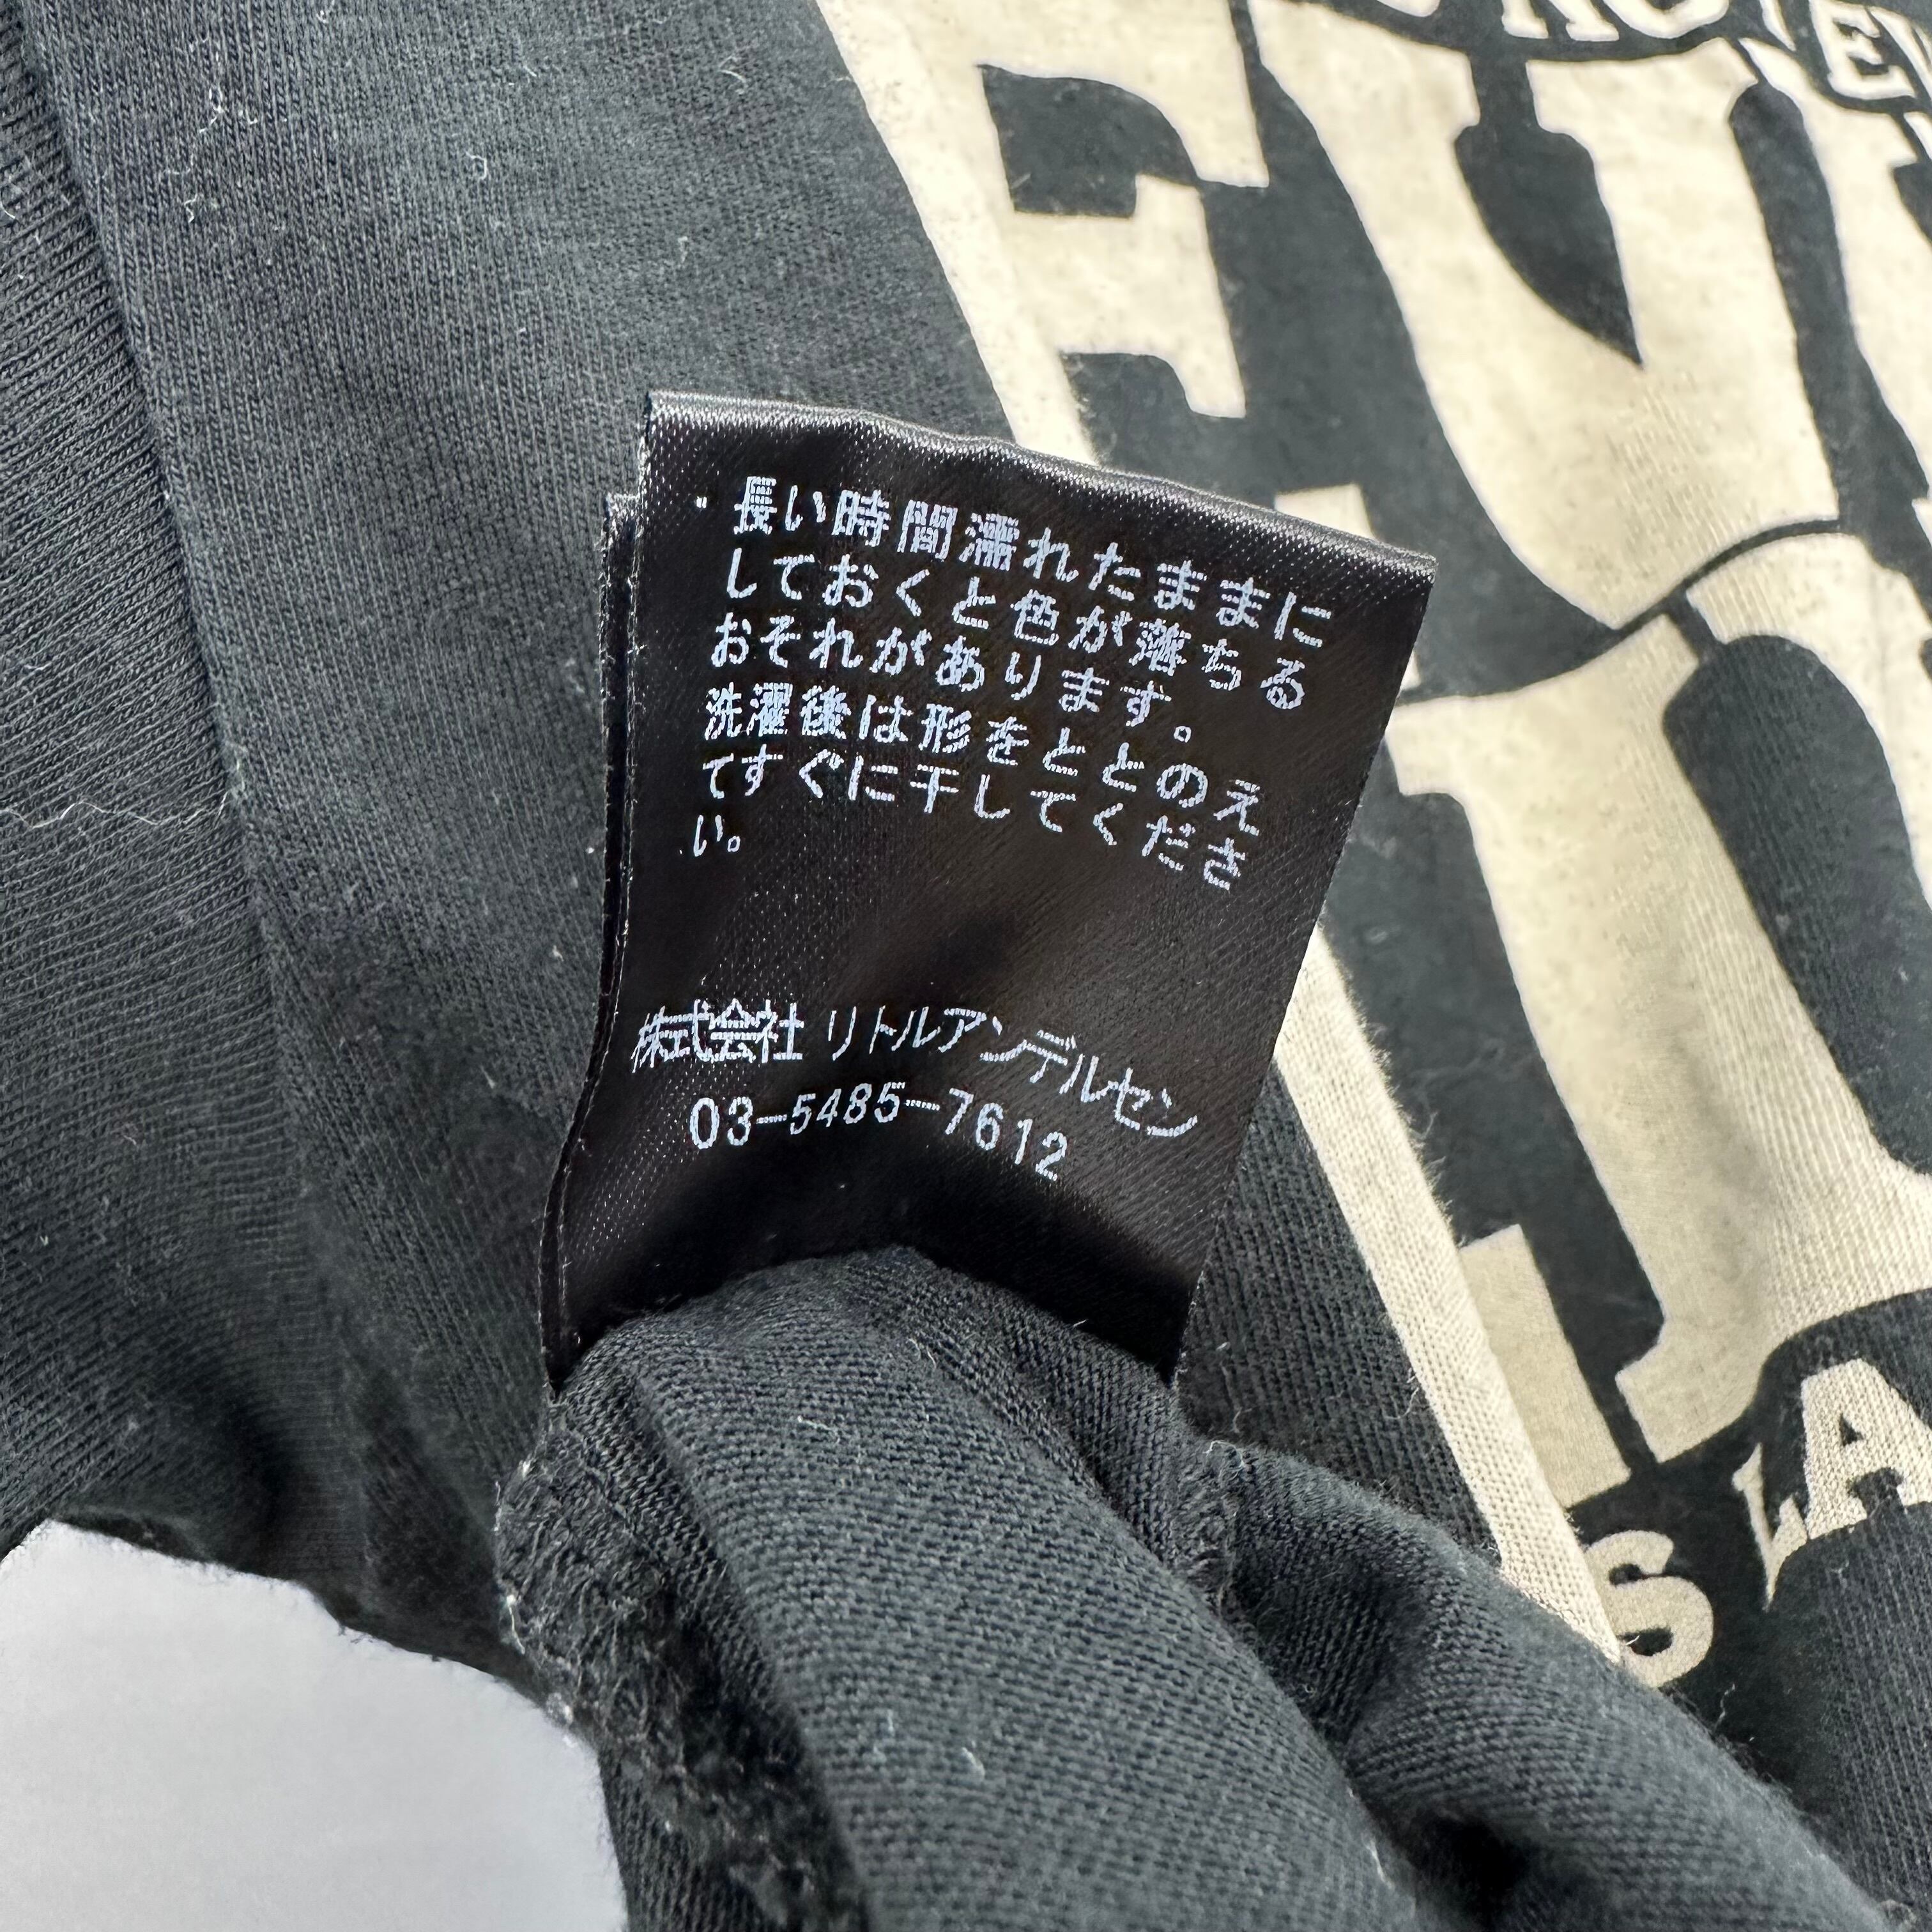 ・長い時間濡れたままに
しておくと色が落ちる
おそれがあります。
洗濯後は形をととのえ
てすぐに干してくださ
い。
株式会社リトルアンデルセン
03-5485-7612
S LA